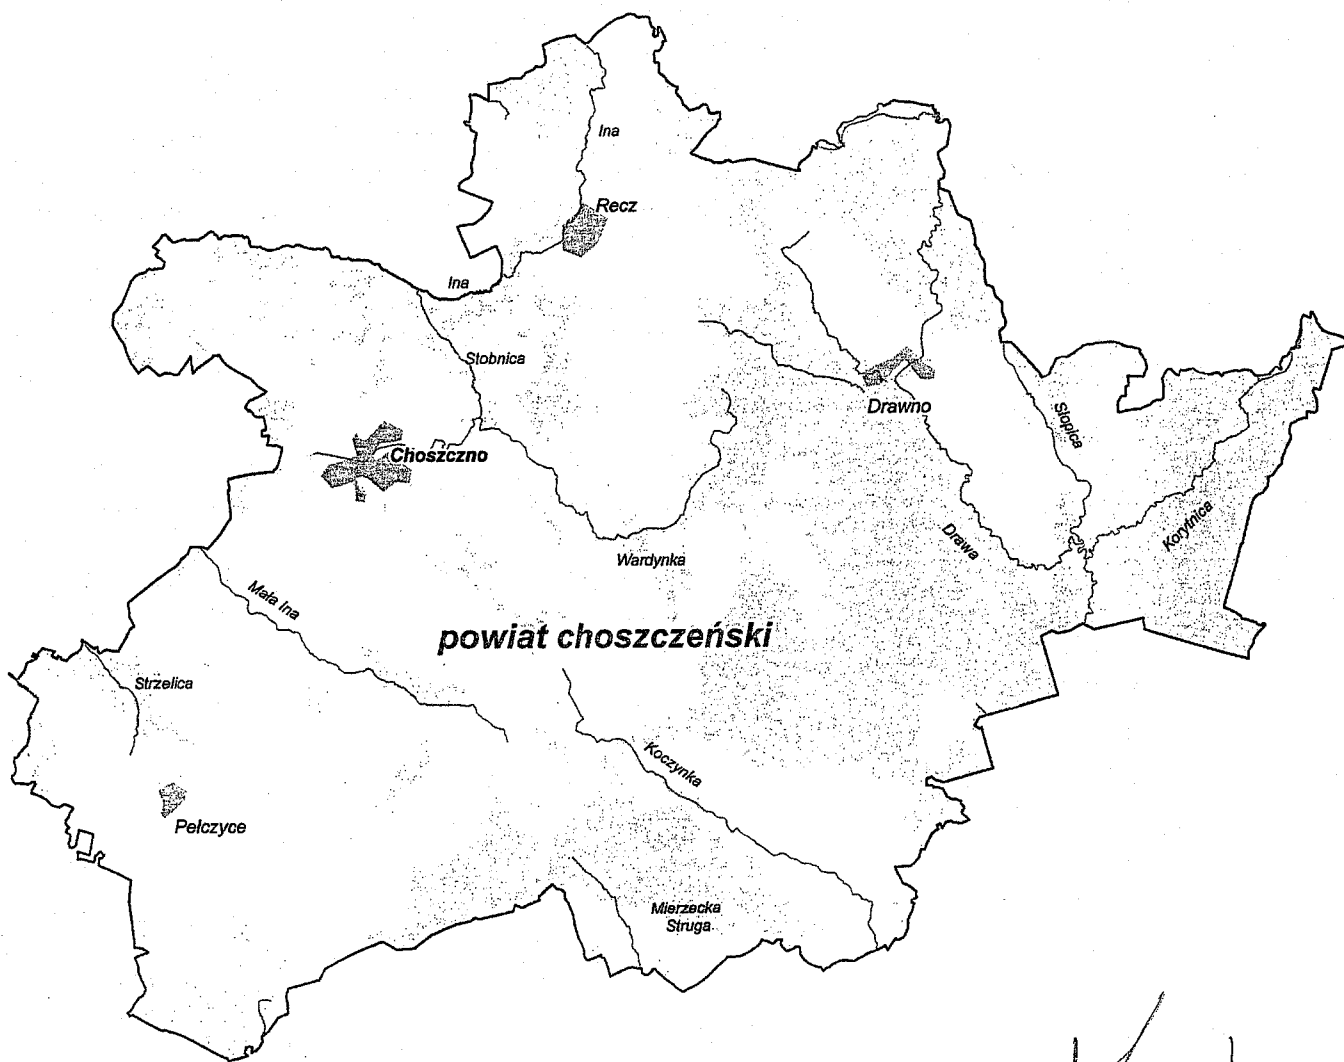 Ina
Recz
Ina
Stobnica
Choszczno
Drawno
Słopica
Korytnica
Drawa
Wardynka
Mała Ina
powiat choszczeński
Strzelica
Koczynka
Pełczyce
Mierzecka
Struga